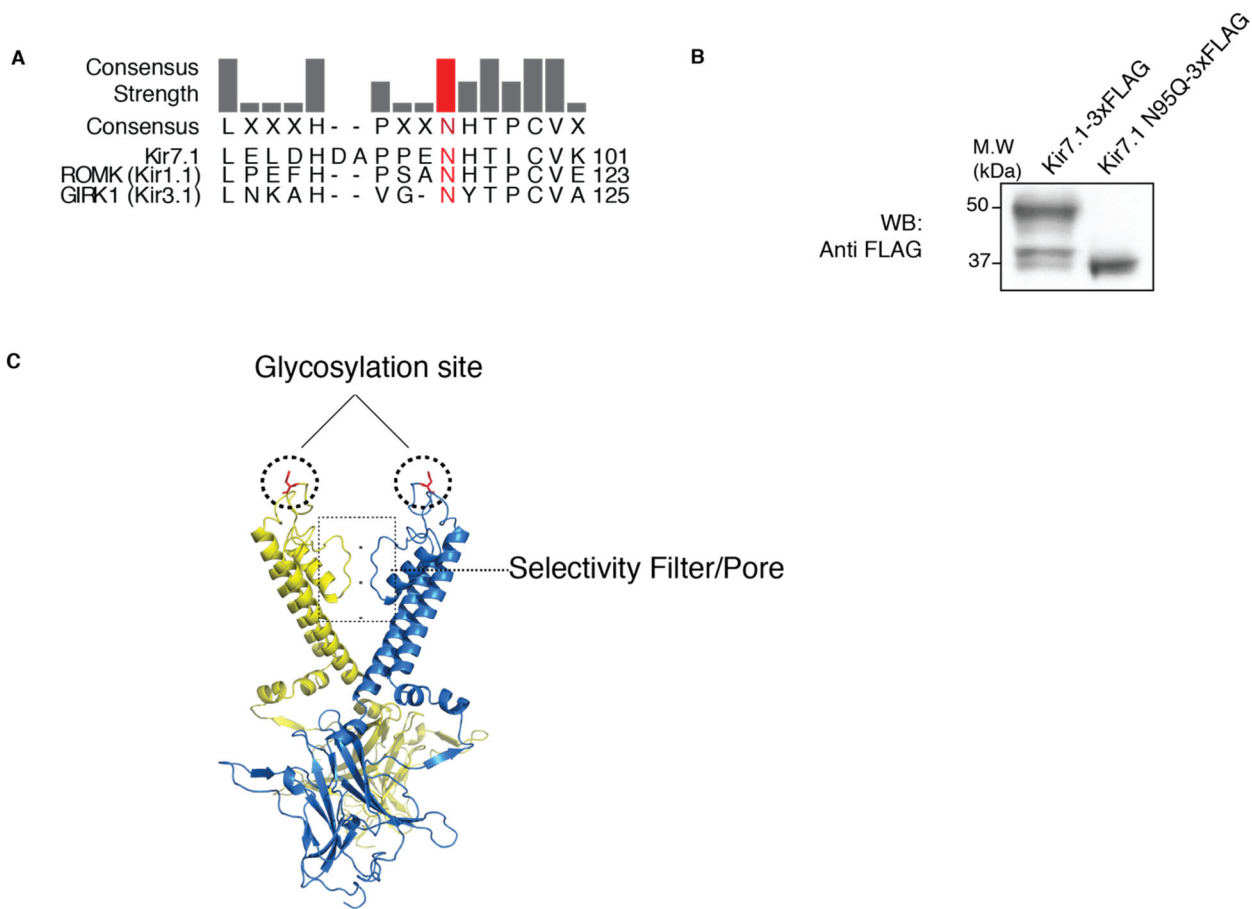 A
Consensus
Strength
Consensus L X X X H - - P X X N H T P C V X
Kir7.1 L E L D H D A P P E N H T I C V K 101
ROMK (Kir1.1) L P E F H - - P S A N H T P C V E 123
GIRK1 (Kir3.1) L N K A H - - V G - N Y T P C V A 125
B
Kir7.1-3xFLAG
Kir7.1 N95Q-3xFLAG
M.W
(kDa)
50
37
WB:
Anti FLAG
C
Glycosylation site
Selectivity Filter/Pore